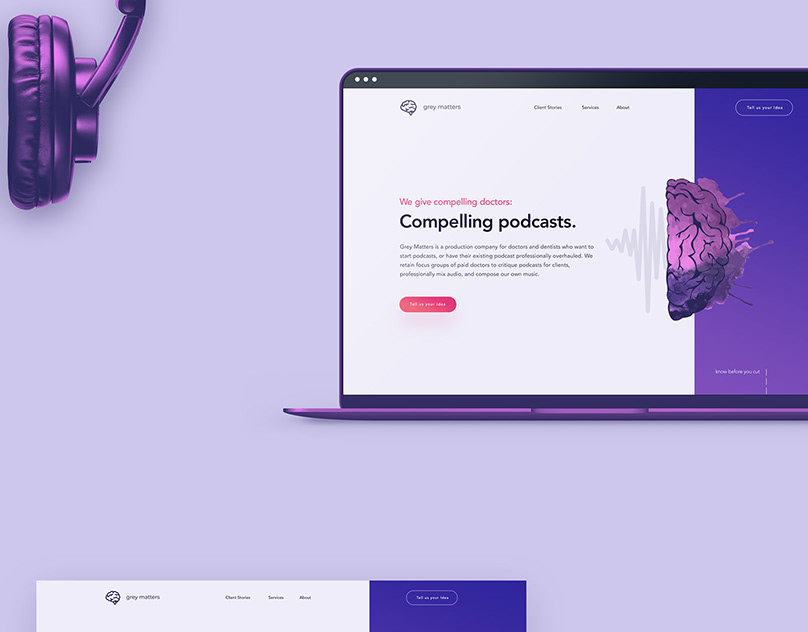 grey matters
Client Stories Services About
Tell us your idea
We give compelling doctors:
Compelling podcasts.
Grey Matters is a production company for doctors and dentists who want to
start podcasts, or have their existing podcast professionally overhauled. We
retain focus groups of paid doctors to critique podcasts for clients,
professionally mix audio, and compose our own music.
Tell us your idea
know before you cut
grey matters
Client Stories Services About
Tell us your idea